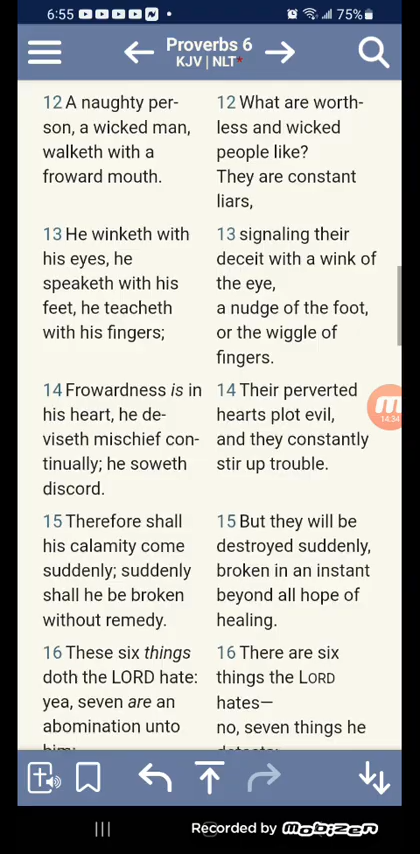 6:55
75%
Proverbs 6
KJV | NLT*
12 A naughty per-
son, a wicked man,
walketh with a
froward mouth.
13 He winketh with
his eyes, he
speaketh with his
feet, he teacheth
with his fingers;
14 Frowardness is in
his heart, he de-
viseth mischief con-
tinually; he soweth
discord.
15 Therefore shall
his calamity come
suddenly; suddenly
shall he be broken
without remedy.
16 These six things
doth the LORD hate:
yea, seven are an
abomination unto
him:
12 What are worth-
less and wicked
people like?
They are constant
liars,
13 signaling their
deceit with a wink of
the eye,
a nudge of the foot,
or the wiggle of
fingers.
14 Their perverted
hearts plot evil,
and they constantly
stir up trouble.
15 But they will be
destroyed suddenly,
broken in an instant
beyond all hope of
healing.
16 There are six
things the LORD
hates—
no, seven things he
detests:
14:34
Recorded by Mobizen